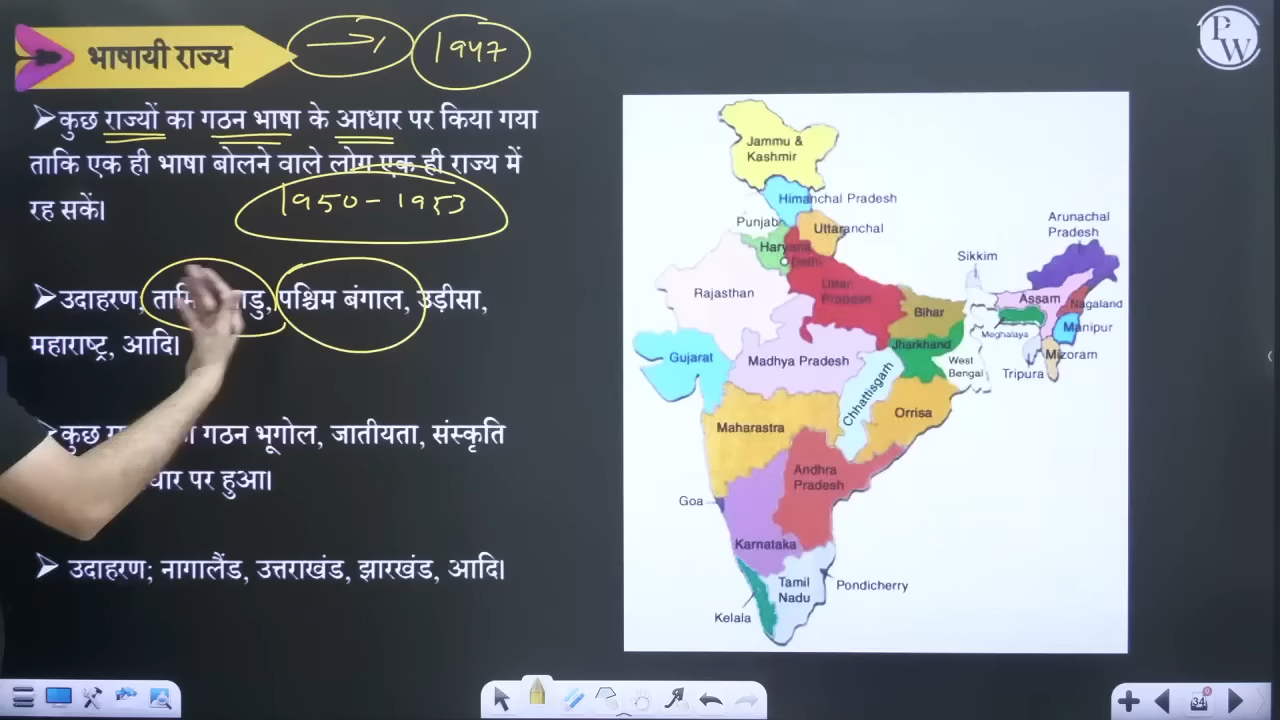 भाषायी राज्य
1947
➢कुछ राज्यों का गठन भाषा के आधार पर किया गया
ताकि एक ही भाषा बोलने वाले लोग एक ही राज्य में
रह सकें।
1950-1953
➢उदाहरण; पश्चिम बंगाल, उड़ीसा,
महाराष्ट्र, आदि।
कुछ गठन भूगोल, जातीयता, संस्कृति
पर हुआ।
➢ उदाहरण; नागालैंड, उत्तराखंड, झारखंड, आदि।
PW
Jammu &
Kashmir
Himanchal Pradesh
Punjab
Uttaranchal
Haryana
Delhi
Arunachal
Pradesh
Sikkim
Rajasthan
Uttar
Pradesh
Bihar
Assam
Nagaland
Meghalaya
Manipur
Gujarat
Madhya Pradesh
Jharkhand
West
Bengal
Tripura
Mizoram
Chhattisgarh
Maharastra
Orrisa
Andhra
Pradesh
Goa
Karnataka
Tamil
Nadu
Pondicherry
Kelala
34